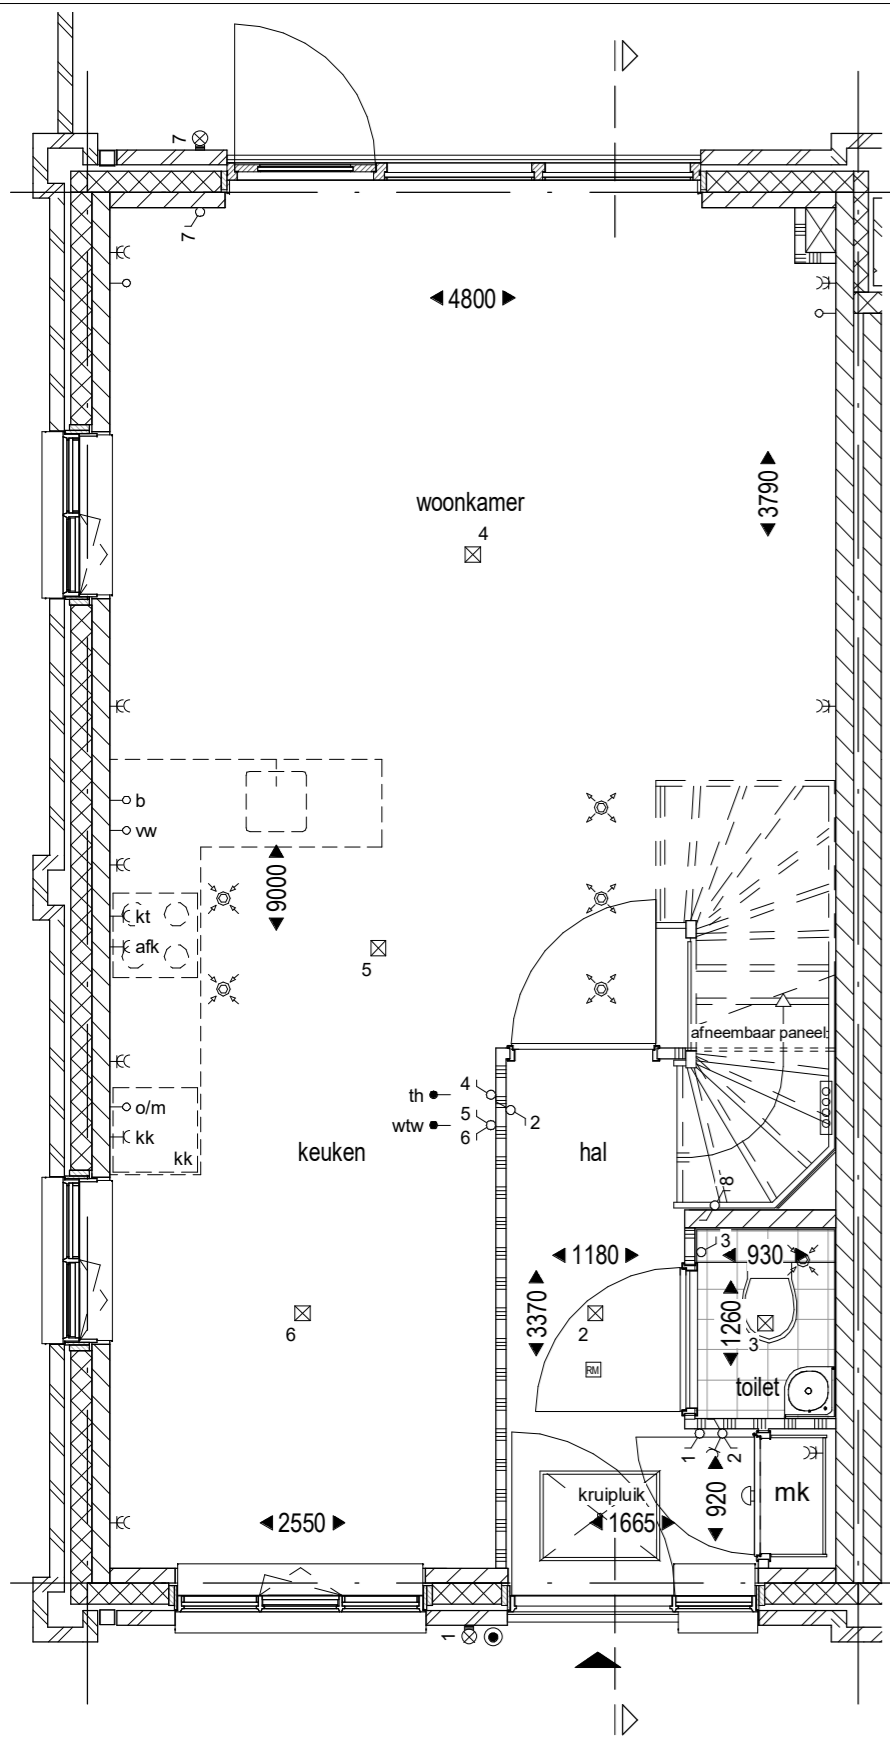 7
7
4800
3790
woonkamer
4
b
vw
9000
kt
afk
5
afneembaar paneel
o/m
kk
kk
th
4
wtw
5
6
2
keuken
hal
8
3
1180
930
3370
1260
6
2
3
RM
toilet
1
2
kruipluik
920
mk
2550
1665
1